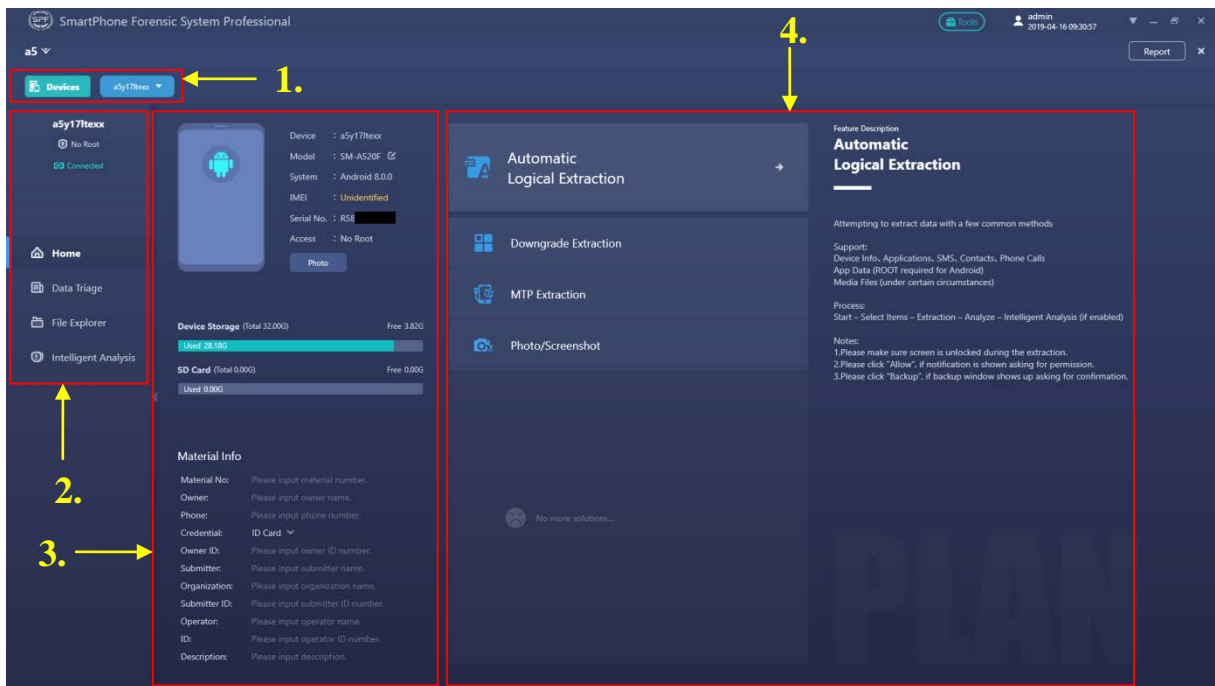 SPF SmartPhone Forensic System Professional
Tools
admin
2019-04-16 09:30:57
a5
Report
Devices
a5y17ltexx
1.
4.
a5y17ltexx
No Root
Connected
Home
Data Triage
File Explorer
Intelligent Analysis
2.
3.
Device : a5y17ltexx
Model : SM-A520F
System : Android 8.0.0
IMEI : Unidentified
Serial No. : R58
Access : No Root
Photo
Device Storage (Total 32.00G) Free 3.82G
Used 28.18G
SD Card (Total 0.00G) Free 0.00G
Used 0.00G
Material Info
Material No: Please input material number.
Owner: Please input owner name.
Phone: Please input phone number.
Credential: ID Card
Owner ID: Please input owner ID number.
Submitter: Please input submitter name.
Organization: Please input organization name.
Submitter ID: Please input submitter ID number.
Operator: Please input operator name.
ID: Please input operator ID number.
Description: Please input description.
Automatic
Logical Extraction
Downgrade Extraction
MTP Extraction
Photo/Screenshot
No more solutions...
Feature Description
Automatic
Logical Extraction
Attempting to extract data with a few common methods
Support:
Device Info、Applications、SMS、Contacts、Phone Calls
App Data (ROOT required for Android)
Media Files (under certain circumstances)
Process:
Start – Select Items – Extraction – Analyze – Intelligent Analysis (if enabled)
Notes:
1.Please make sure screen is unlocked during the extraction.
2.Please click "Allow", if notification is shown asking for permission.
3.Please click "Backup", if backup window shows up asking for confirmation.
PLAN